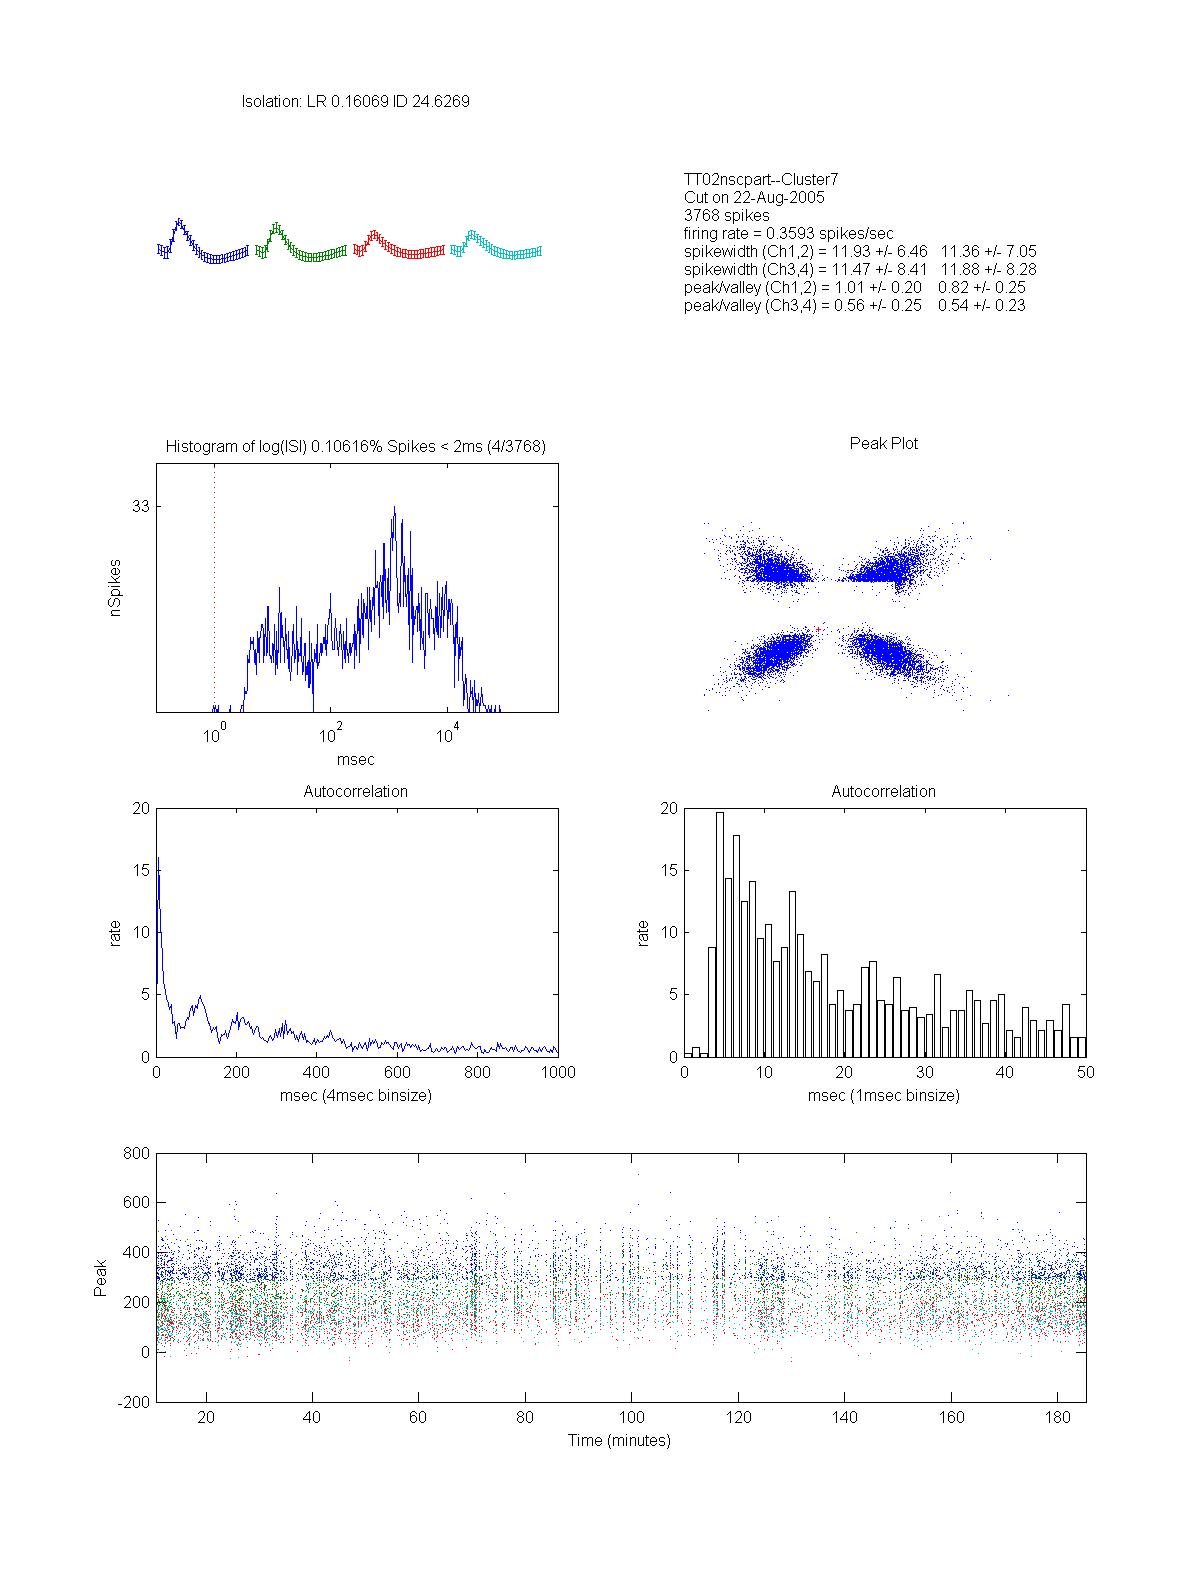 Isolation: LR 0.16069 ID 24.6269
TT02nscpart--Cluster7
Cut on 22-Aug-2005
3768 spikes
firing rate = 0.3593 spikes/sec
spikewidth (Ch1,2) = 11.93 +/- 6.46   11.36 +/- 7.05
spikewidth (Ch3,4) = 11.47 +/- 8.41   11.88 +/- 8.28
peak/valley (Ch1,2) = 1.01 +/- 0.20   0.82 +/- 0.25
peak/valley (Ch3,4) = 0.56 +/- 0.25   0.54 +/- 0.23
Histogram of log(ISI) 0.10616% Spikes < 2ms (4/3768)
33
nSpikes
10^0 10^2 10^4
msec
Peak Plot
Autocorrelation
20
15
10
5
0
rate
0 200 400 600 800 1000
msec (4msec binsize)
Autocorrelation
20
15
10
5
0
rate
0 10 20 30 40 50
msec (1msec binsize)
800
600
400
200
0
-200
Peak
20 40 60 80 100 120 140 160 180
Time (minutes)